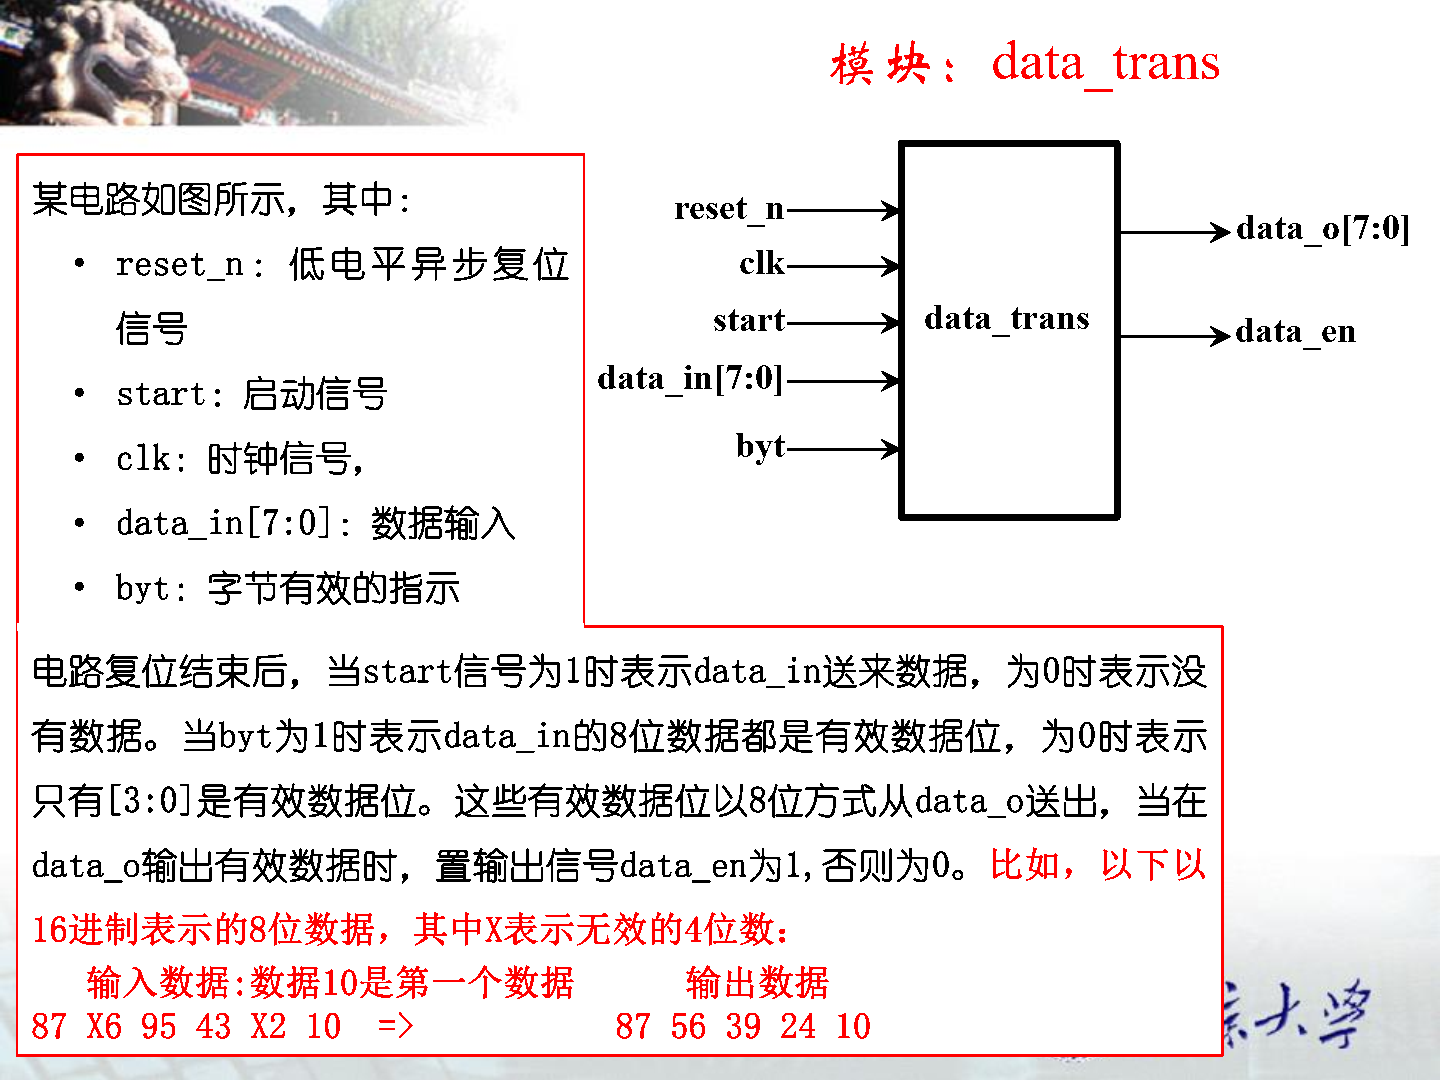 模块：data_trans
某电路如图所示，其中：
• reset_n：低电平异步复位
信号
• start：启动信号
• clk：时钟信号，
• data_in[7:0]：数据输入
• byt：字节有效的指示
reset_n
clk
start
data_in[7:0]
byt
data_trans
data_o[7:0]
data_en
电路复位结束后，当start信号为1时表示data_in送来数据，为0时表示没
有数据。当byt为1时表示data_in的8位数据都是有效数据位，为0时表示
只有[3:0]是有效数据位。这些有效数据位以8位方式从data_o送出，当在
data_o输出有效数据时，置输出信号data_en为1,否则为0。比如，以下以
16进制表示的8位数据，其中X表示无效的4位数：
输入数据:数据10是第一个数据 输出数据
87 X6 95 43 X2 10 => 87 56 39 24 10
大学